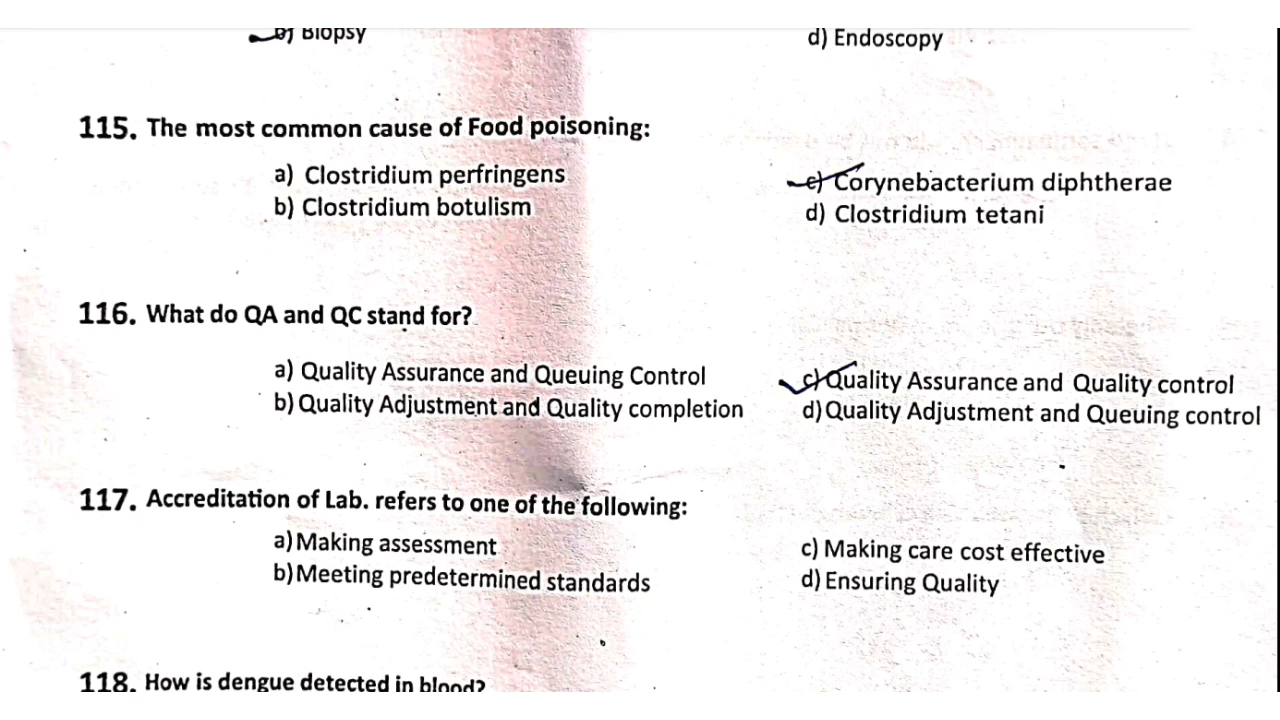 b) Biopsy
d) Endoscopy
115. The most common cause of Food poisoning:
a) Clostridium perfringens
b) Clostridium botulism
c) Corynebacterium diphtherae
d) Clostridium tetani
116. What do QA and QC stand for?
a) Quality Assurance and Queuing Control
b) Quality Adjustment and Quality completion
c) Quality Assurance and Quality control
d) Quality Adjustment and Queuing control
117. Accreditation of Lab. refers to one of the following:
a) Making assessment
b) Meeting predetermined standards
c) Making care cost effective
d) Ensuring Quality
118. How is dengue detected in blood?